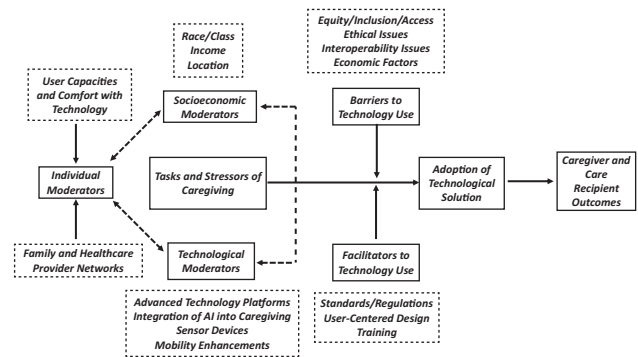 Equity/Inclusion/Access
Ethical Issues
Interoperability Issues
Economic Factors
Race/Class
Income
Location
User Capacities
and Comfort with
Technology
Socioeconomic
Moderators
Barriers to
Technology Use
Individual
Moderators
Tasks and Stressors of
Caregiving
Adoption of
Technological
Solution
Caregiver and
Care
Recipient
Outcomes
Family and Healthcare
Provider Networks
Technological
Moderators
Facilitators to
Technology Use
Advanced Technology Platforms
Integration of AI into Caregiving
Sensor Devices
Mobility Enhancements
Standards/Regulations
User-Centered Design
Training